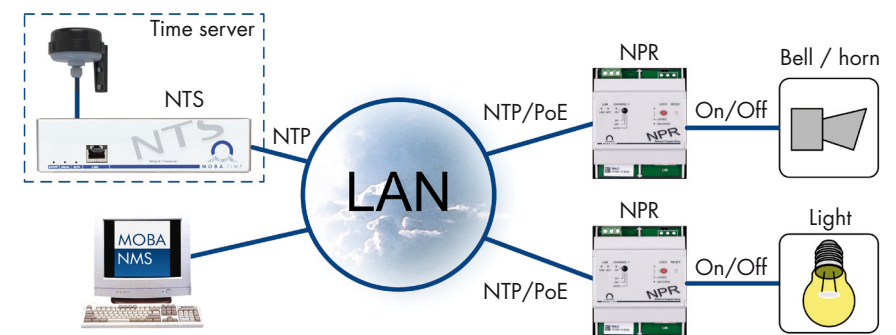 Time server
NTS
NTS
MOBATIME
NTP
LAN
MOBA
NMS
NTP/PoE
NPR
NPR
On/Off
Bell / horn
NTP/PoE
NPR
NPR
On/Off
Light